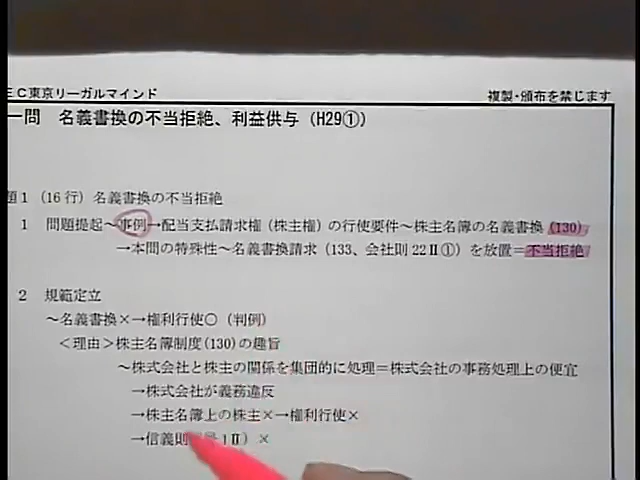 ＥＣ東京リーガルマインド 複製・頒布を禁じます
一問 名義書換の不当拒絶、利益供与（H29①）
題１（16行）名義書換の不当拒絶
１ 問題提起～事例→配当支払請求権（株主権）の行使要件～株主名簿の名義書換（130）
→本問の特殊性～名義書換請求（133、会社則22Ⅱ①）を放置＝不当拒絶
２ 規範定立
～名義書換×→権利行使○（判例）
＜理由＞株主名簿制度(130)の趣旨
～株式会社と株主の関係を集団的に処理＝株式会社の事務処理上の便宜
→株式会社が義務違反
→株主名簿上の株主×→権利行使×
→信義則 1Ⅱ）×